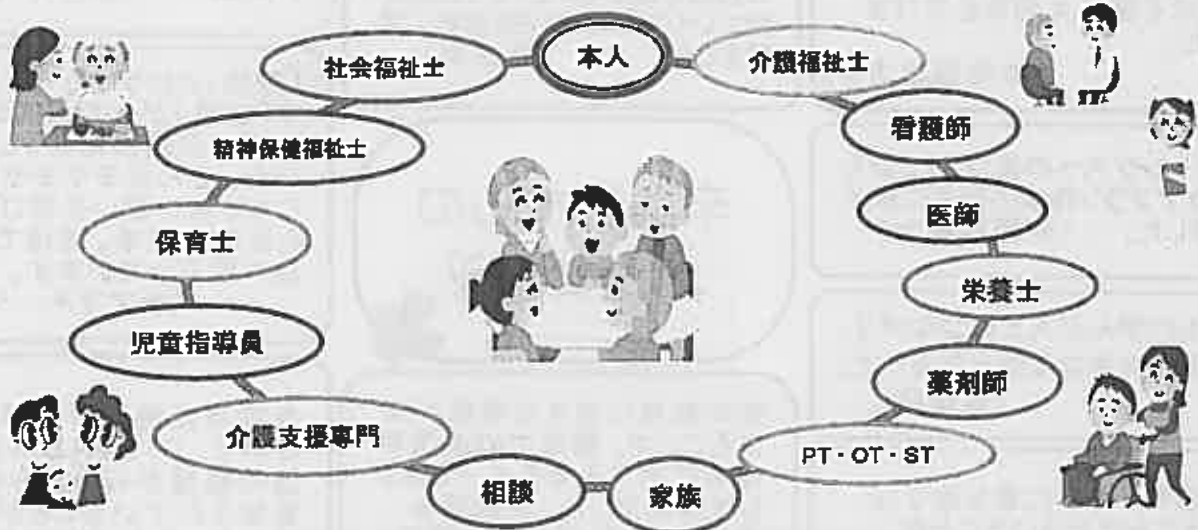 本人
社会福祉士
介護福祉士
精神保健福祉士
看護師
保育士
医師
栄養士
児童指導員
薬剤師
介護支援専門
PT・OT・ST
相談
家族